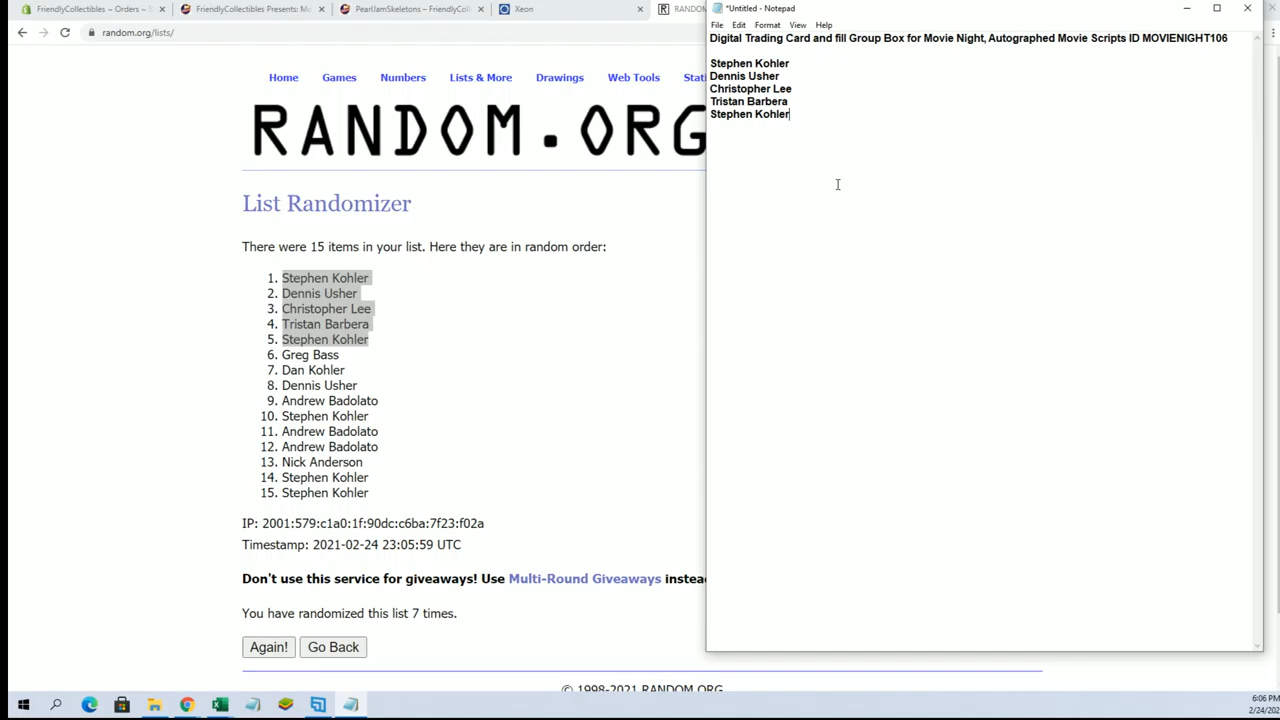 FriendlyCollectibles ~ Orders ~ S
FriendlyCollectibles Presents: Mo
PearlJamSkeletons – FriendlyColl
Xeon
RANDO
random.org/lists/
Home
Games
Numbers
Lists & More
Drawings
Web Tools
Stati
RANDOM.ORG
List Randomizer
There were 15 items in your list. Here they are in random order:
1. Stephen Kohler
2. Dennis Usher
3. Christopher Lee
4. Tristan Barbera
5. Stephen Kohler
6. Greg Bass
7. Dan Kohler
8. Dennis Usher
9. Andrew Badolato
10. Stephen Kohler
11. Andrew Badolato
12. Andrew Badolato
13. Nick Anderson
14. Stephen Kohler
15. Stephen Kohler
IP: 2001:579:c1a0:1f:90dc:c6ba:7f23:f02a
Timestamp: 2021-02-24 23:05:59 UTC
Don't use this service for giveaways! Use Multi-Round Giveaways instea
You have randomized this list 7 times.
Again!
Go Back
© 1998-2021 RANDOM.ORG
*Untitled - Notepad
File Edit Format View Help
Digital Trading Card and fill Group Box for Movie Night, Autographed Movie Scripts ID MOVIENIGHT106
Stephen Kohler
Dennis Usher
Christopher Lee
Tristan Barbera
Stephen Kohler
6:06 PM
2/24/202